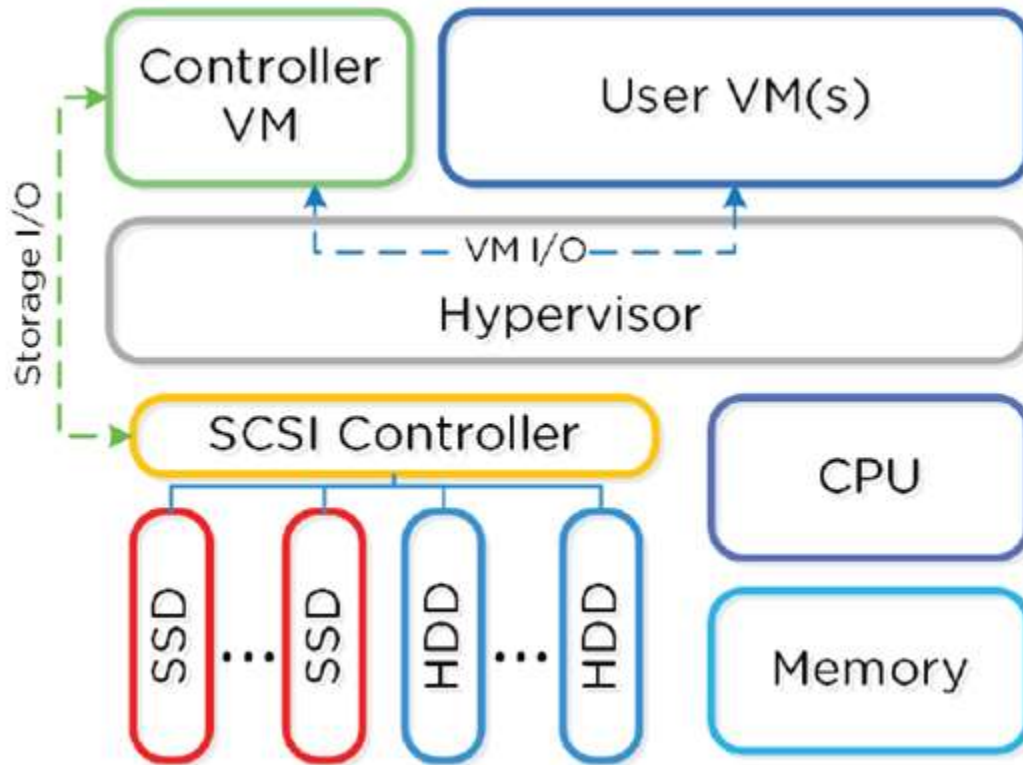 Controller
VM
User VM(s)
Storage I/O
VM I/O
Hypervisor
SCSI Controller
CPU
SSD
...
SSD
HDD
...
HDD
Memory